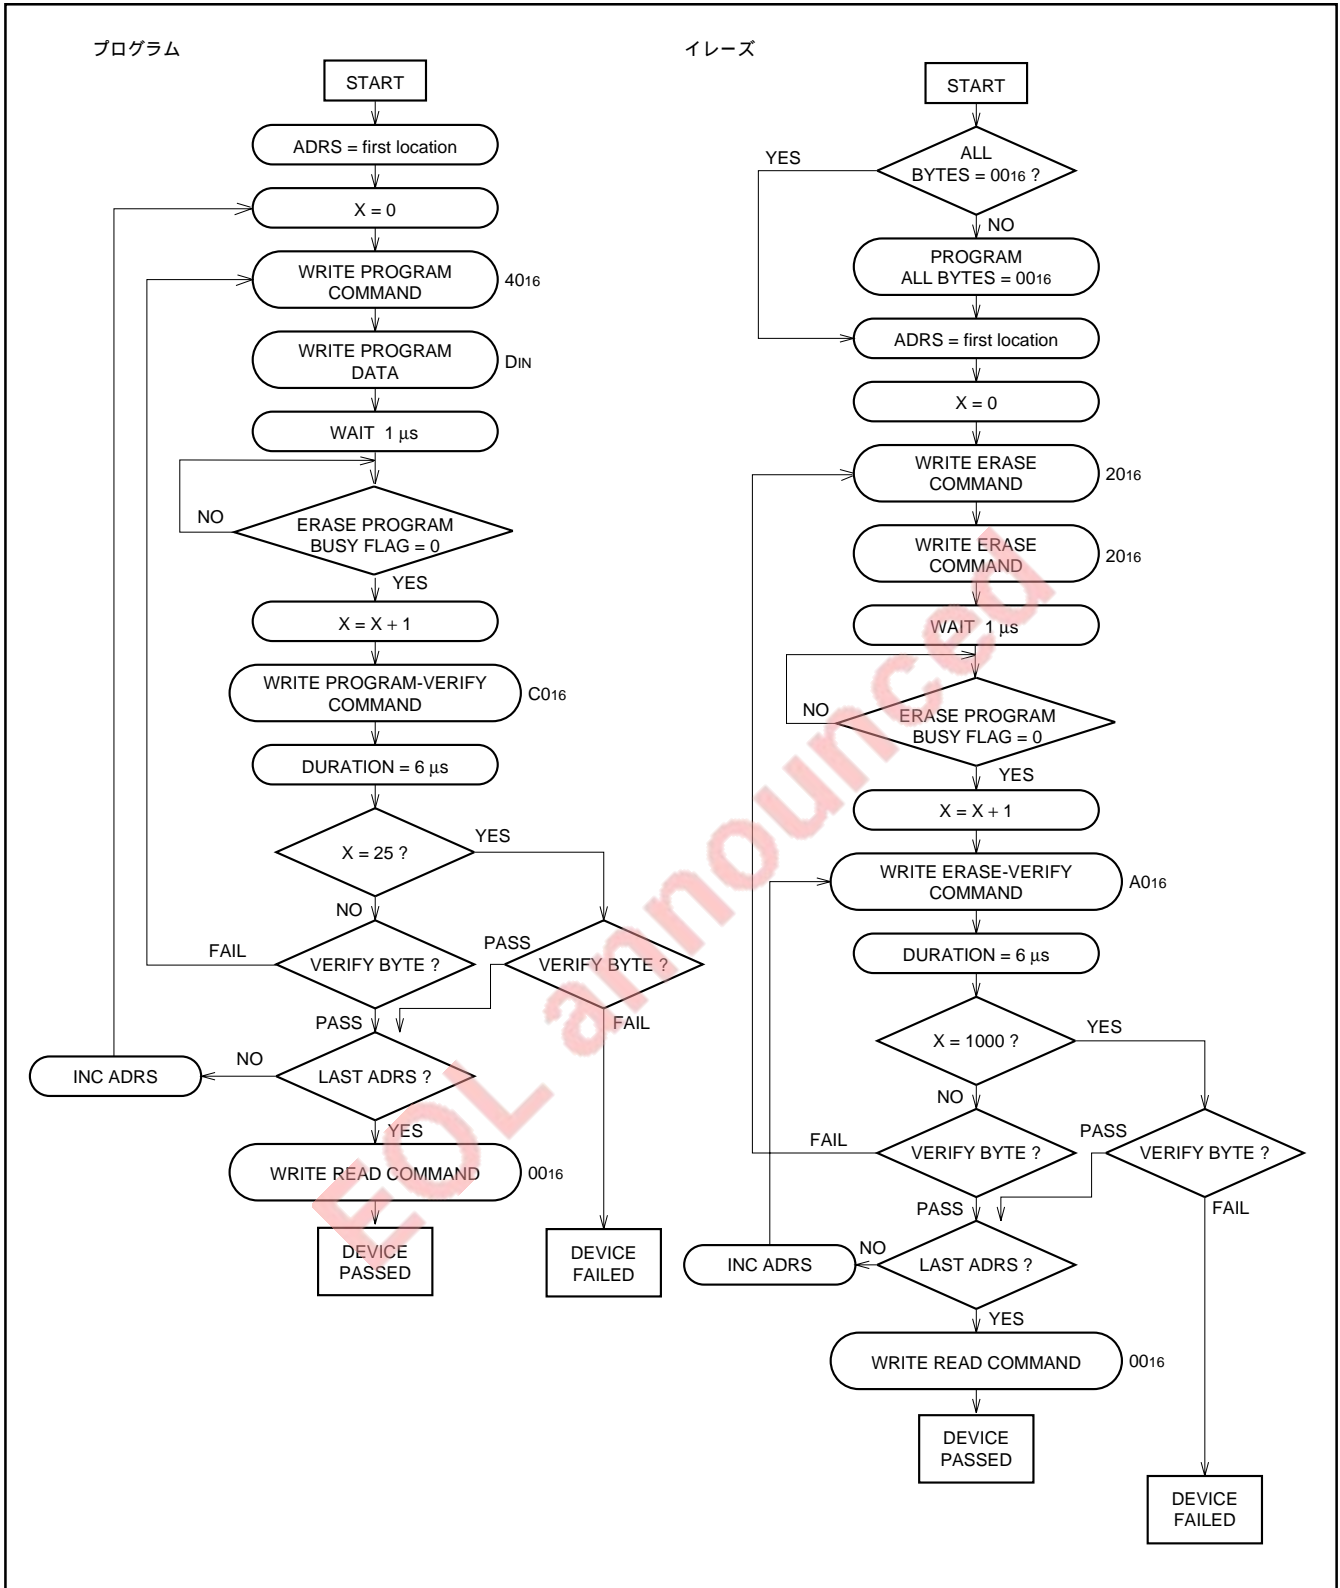 プログラム
START
ADRS = first location
X = 0
WRITE PROGRAM
COMMAND
4016
WRITE PROGRAM
DATA
DIN
WAIT 1 μs
NO
ERASE PROGRAM
BUSY FLAG = 0
YES
X = X + 1
WRITE PROGRAM-VERIFY
COMMAND
C016
DURATION = 6 μs
X = 25 ?
YES
NO
FAIL
VERIFY BYTE ?
PASS
VERIFY BYTE ?
PASS
FAIL
NO
INC ADRS
LAST ADRS ?
YES
WRITE READ COMMAND
0016
DEVICE
PASSED
DEVICE
FAILED
イレーズ
START
YES
ALL
BYTES = 0016 ?
NO
PROGRAM
ALL BYTES = 0016
ADRS = first location
X = 0
WRITE ERASE
COMMAND
2016
WRITE ERASE
COMMAND
2016
WAIT 1 μs
NO
ERASE PROGRAM
BUSY FLAG = 0
YES
X = X + 1
WRITE ERASE-VERIFY
COMMAND
A016
DURATION = 6 μs
X = 1000 ?
YES
NO
FAIL
VERIFY BYTE ?
PASS
VERIFY BYTE ?
PASS
FAIL
NO
INC ADRS
LAST ADRS ?
YES
WRITE READ COMMAND
0016
DEVICE
PASSED
DEVICE
FAILED
EOL announced